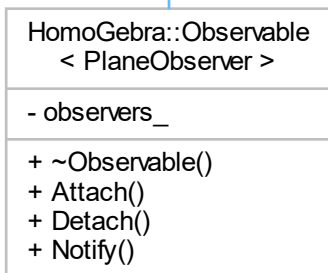 HomoGebra::Observable
< PlaneObserver >
- observers_
+ ~Observable()
+ Attach()
+ Detach()
+ Notify()